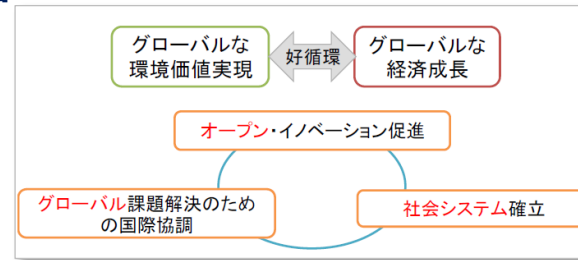 グローバルな
環境価値実現
好循環
グローバルな
経済成長
オープン・イノベーション促進
グローバル課題解決のため
の国際協調
社会システム確立